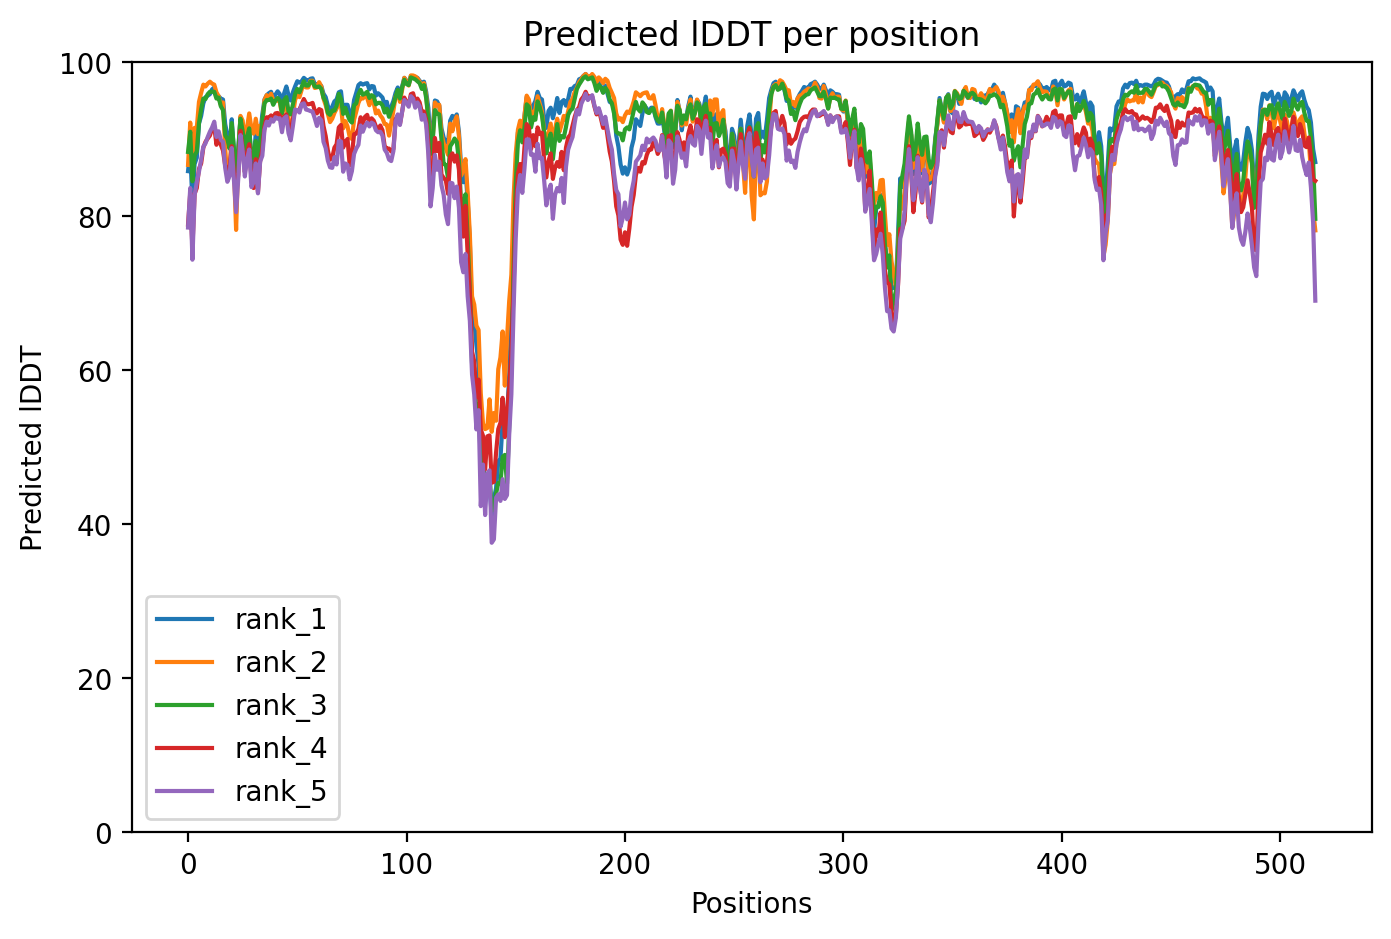 Predicted lDDT per position
100
80
60
40
20
0
Predicted lDDT
rank_1
rank_2
rank_3
rank_4
rank_5
0 100 200 300 400 500
Positions